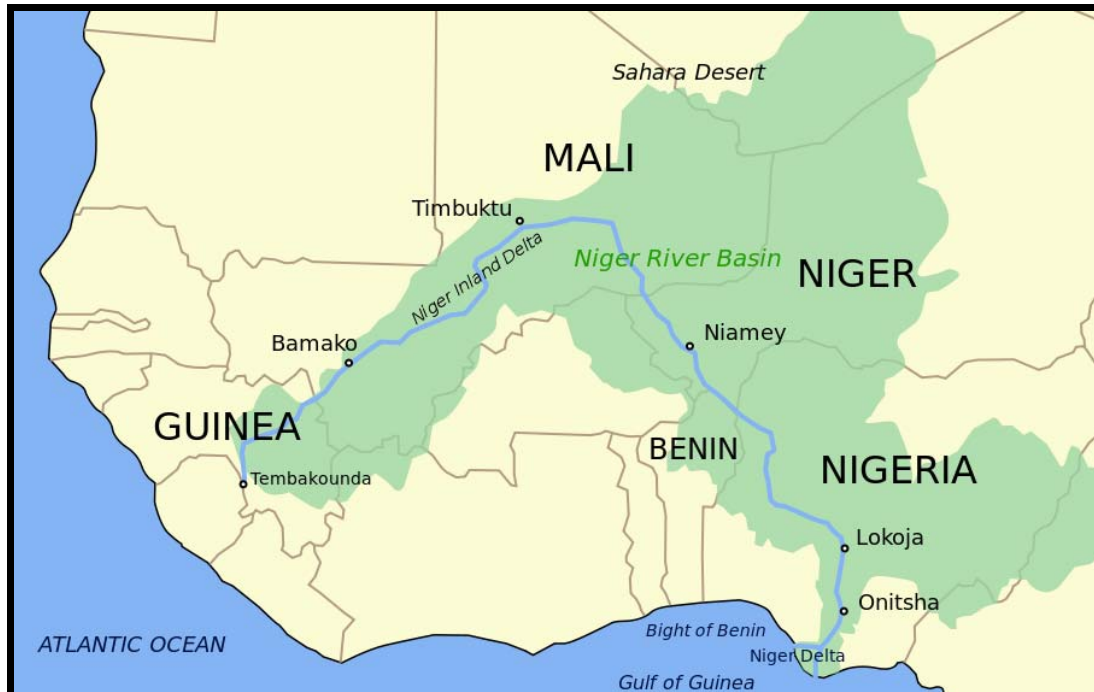 Sahara Desert
MALI
Timbuktu
Niger Inland Delta
Niger River Basin
NIGER
Niamey
Bamako
GUINEA
BENIN
NIGERIA
Tembakounda
Lokoja
Onitsha
Bight of Benin
ATLANTIC OCEAN
Niger Delta
Gulf of Guinea